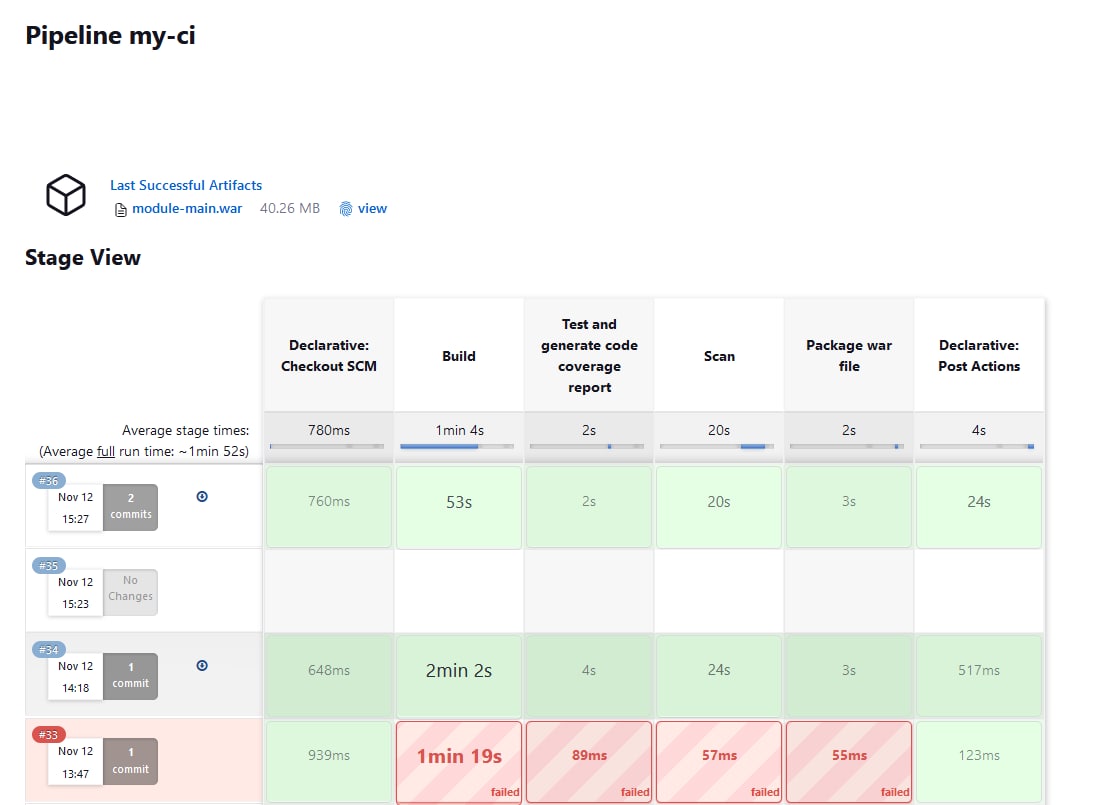 Pipeline my-ci
Last Successful Artifacts
module-main.war 40.26 MB view
Stage View
Declarative:
Checkout SCM
Build
Test and
generate code
coverage
report
Scan
Package war
file
Declarative:
Post Actions
Average stage times:
(Average full run time: ~1min 52s)
780ms
1min 4s
2s
20s
2s
4s
#36
Nov 12
15:27
2
commits
760ms
53s
2s
20s
3s
24s
#35
Nov 12
15:23
No
Changes
#34
Nov 12
14:18
1
commit
648ms
2min 2s
4s
24s
3s
517ms
#33
Nov 12
13:47
1
commit
939ms
1min 19s
failed
89ms
failed
57ms
failed
55ms
failed
123ms